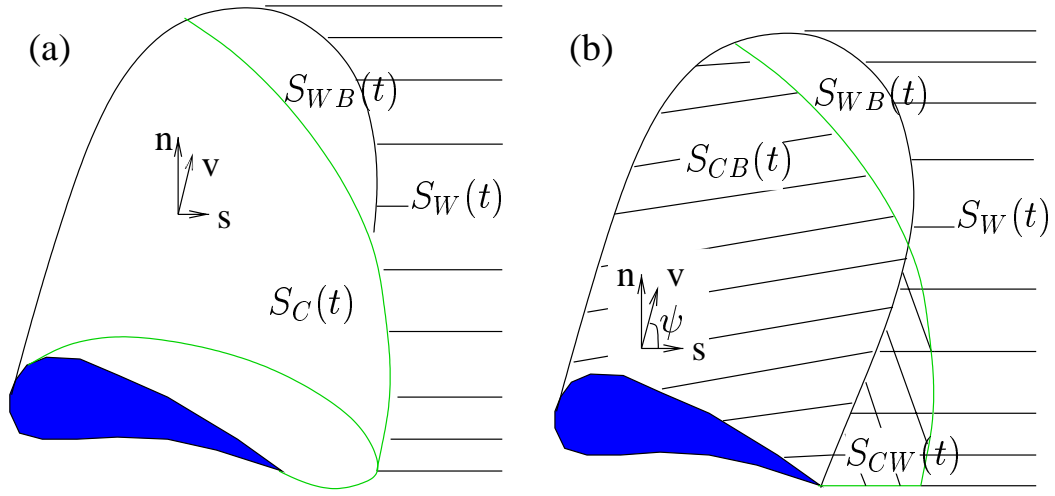 (a)
S_{WB}(t)
n
v
s
S_W(t)
S_C(t)
(b)
S_{WB}(t)
S_{CB}(t)
S_W(t)
n
v
ψ
s
S_{CW}(t)